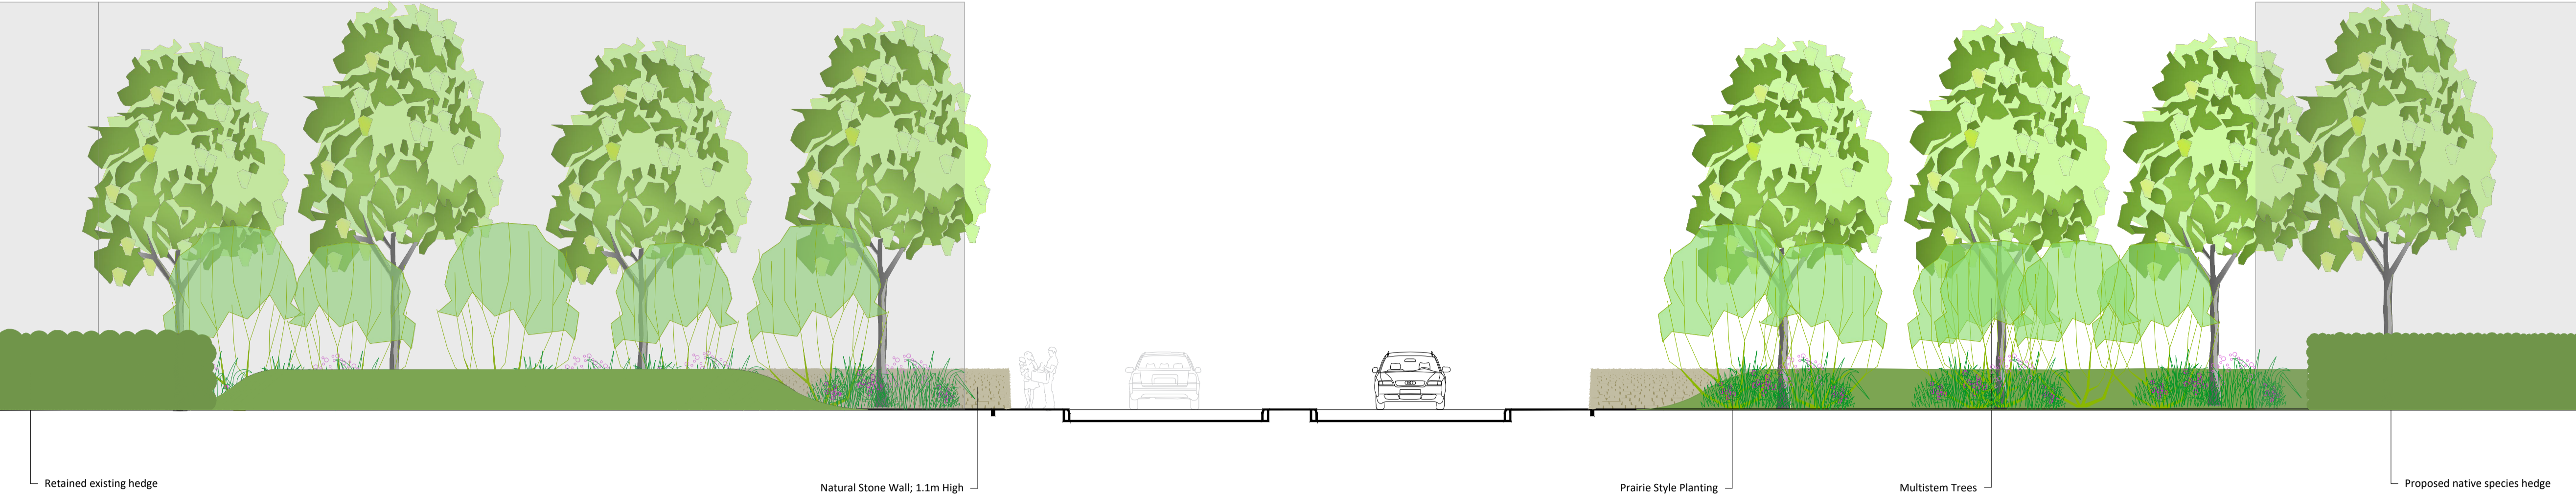 Retained existing hedge
Natural Stone Wall; 1.1m High
Prairie Style Planting
Multistem Trees
Proposed native species hedge